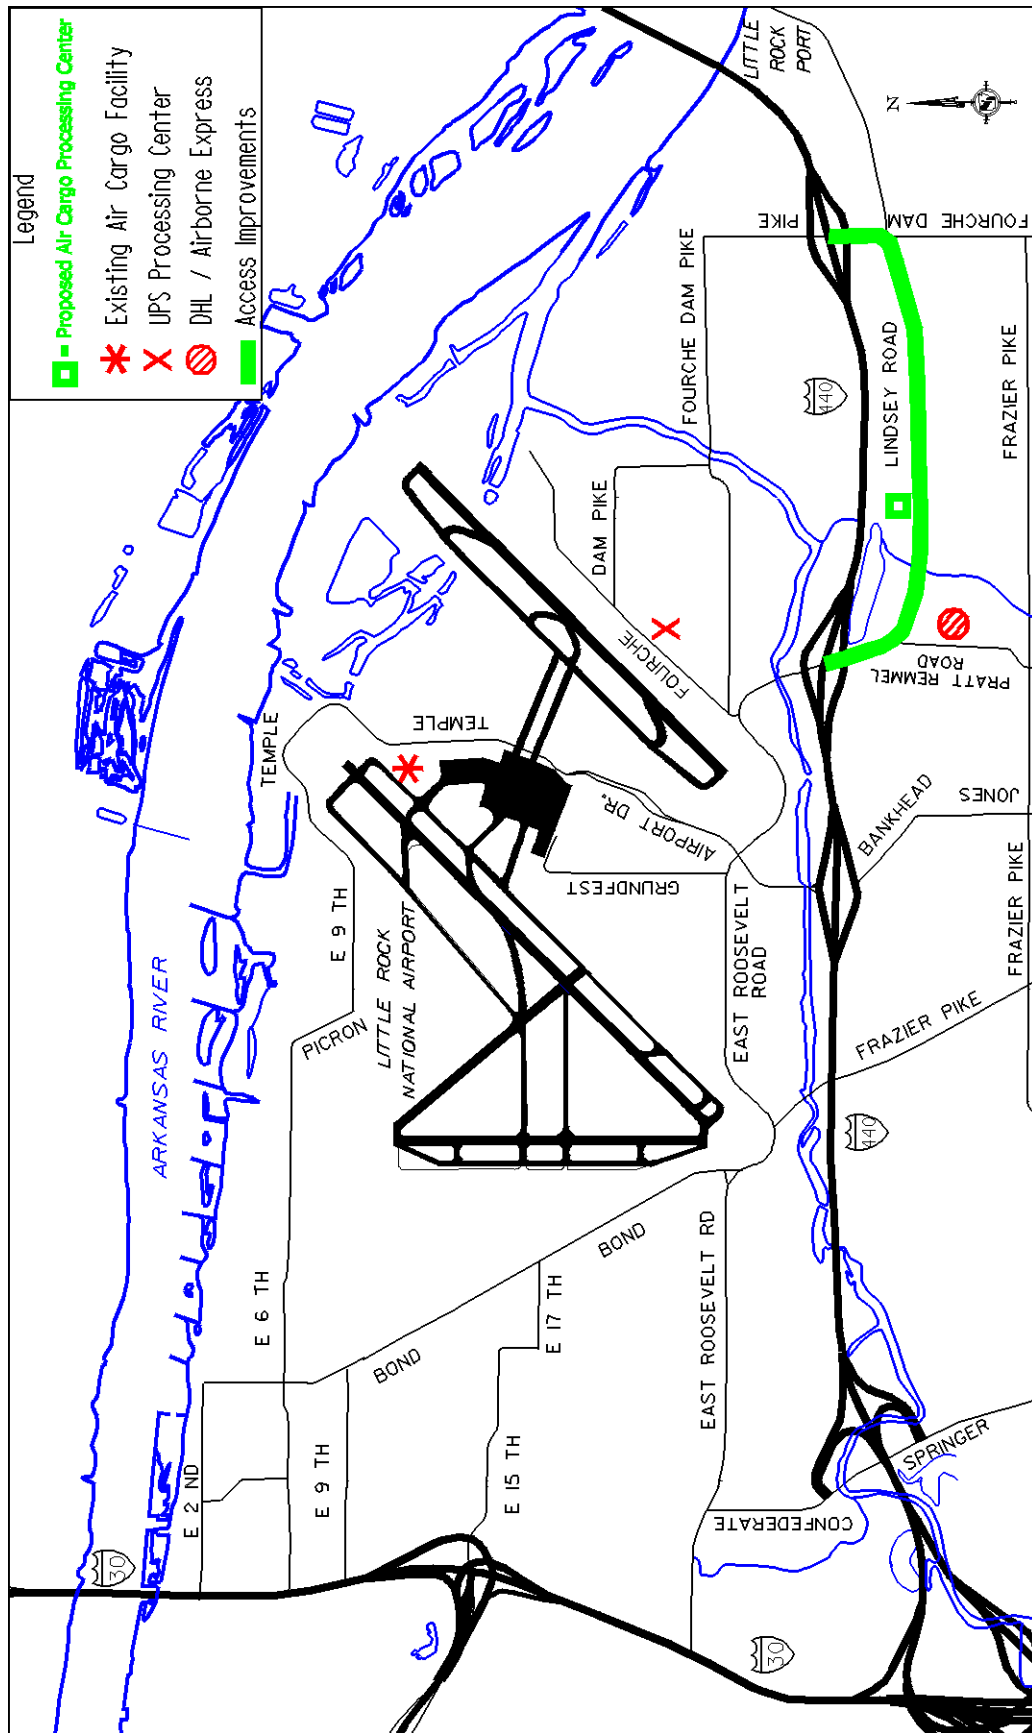 Legend
= Proposed Air Cargo Processing Center
Existing Air Cargo Facility
UPS Processing Center
DHL / Airborne Express
Access Improvements
ARKANSAS RIVER
E 2 ND
E 6 TH
E 9 TH
BOND
E 15 TH
E 17 TH
BOND
PICRON
E 9 TH
TEMPLE
TEMPLE
LITTLE ROCK
NATIONAL AIRPORT
GRUNDFEST
AIRPORT DR.
FOURCHE
DAM PIKE
FOURCHE DAM PIKE
PIKE
FOURCHE DAM
LITTLE
ROCK
PORT
N
EAST ROOSEVELT RD
EAST ROOSEVELT
ROAD
CONFEDERATE
SPRINGER
FRAZIER PIKE
FRAZIER PIKE
FRAZIER PIKE
BANKHEAD
JONES
PRATT REMMEL
ROAD
LINDSEY ROAD
30
30
440
440